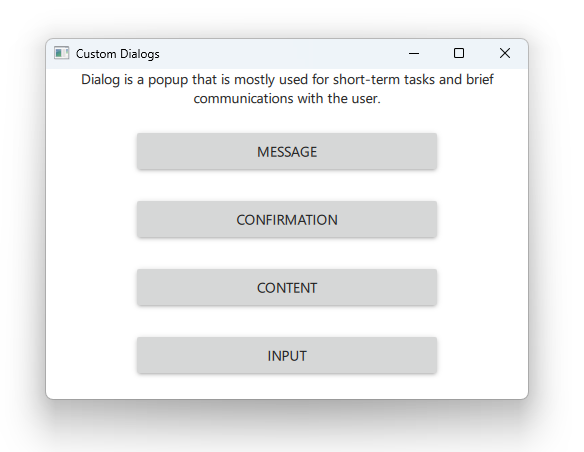 Custom Dialogs
Dialog is a popup that is mostly used for short-term tasks and brief
communications with the user.
MESSAGE
CONFIRMATION
CONTENT
INPUT